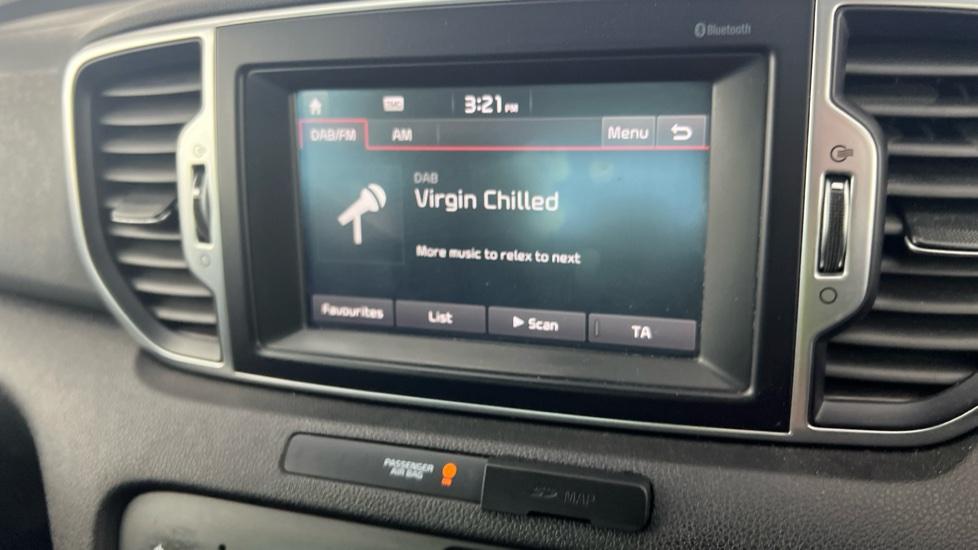 Bluetooth
TMC 3:21 PM
DAB/FM AM Menu
DAB
Virgin Chilled
More music to relex to next
Favourites List Scan TA
PASSENGER
AIR BAG
SD MAP